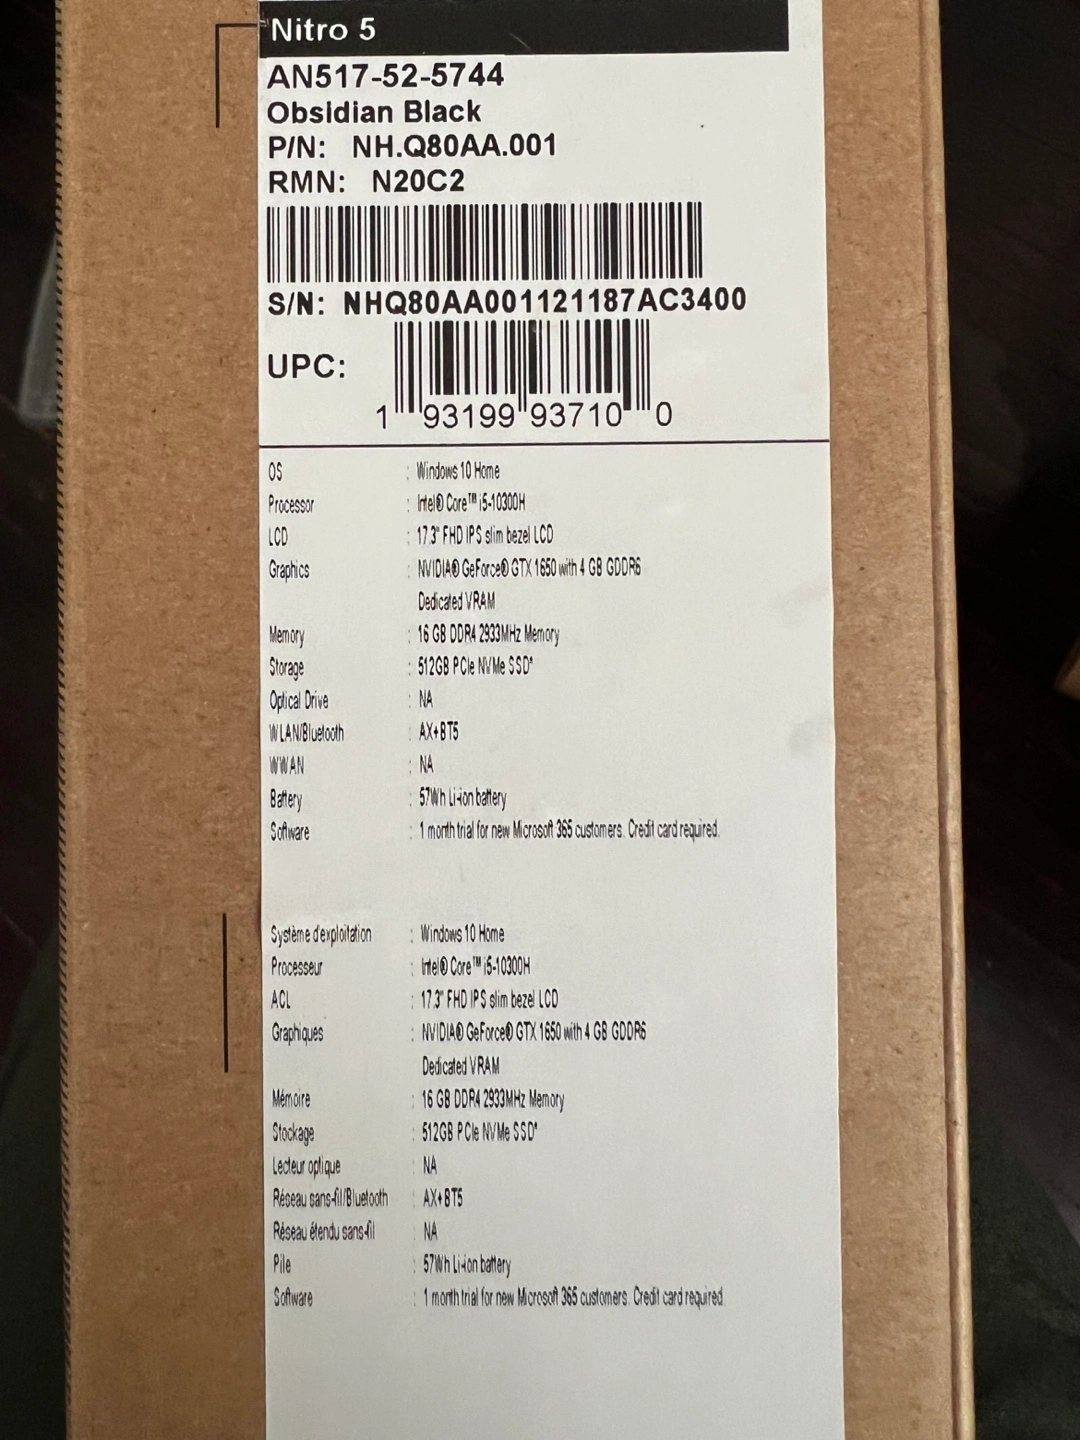 Nitro 5
AN517-52-5744
Obsidian Black
P/N: NH.Q80AA.001
RMN: N20C2
S/N: NHQ80AA001121187AC3400
UPC:
1 93199 93710 0
OS : Windows 10 Home
Processor : Intel® Core™ i5-10300H
LCD : 17.3" FHD IPS slim bezel LCD
Graphics : NVIDIA® GeForce® GTX 1650 with 4 GB GDDR6
Dedicated VRAM
Memory : 16 GB DDR4 2933MHz Memory
Storage : 512GB PCIe NVMe SSD*
Optical Drive : NA
WLAN/Bluetooth : AX+BT5
WWAN : NA
Battery : 57Wh Li-ion battery
Software : 1 month trial for new Microsoft 365 customers. Credit card required.
Système d'exploitation : Windows 10 Home
Processeur : Intel® Core™ i5-10300H
ACL : 17.3" FHD IPS slim bezel LCD
Graphiques : NVIDIA® GeForce® GTX 1650 with 4 GB GDDR6
Dedicated VRAM
Mémoire : 16 GB DDR4 2933MHz Memory
Stockage : 512GB PCIe NVMe SSD*
Lecteur optique : NA
Réseau sans-fil/Bluetooth : AX+BT5
Réseau étendu sans-fil : NA
Pile : 57Wh Li-ion battery
Software : 1 month trial for new Microsoft 365 customers. Credit card required.